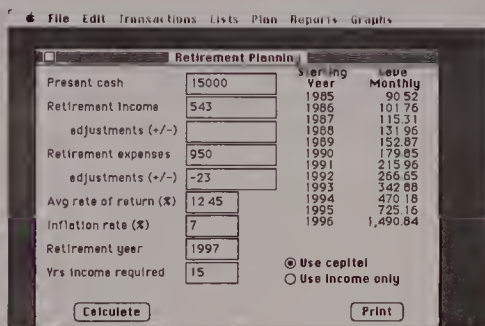 File Edit Transactions Lists Plan Reports Graphs
Retirement Planning
Present cash 15000
Retirement Income 543
adjustments (+/-)
Retirement expenses 950
adjustments (+/-) -23
Avg rate of return (%) 12.45
Inflation rate (%) 7
Retirement year 1997
Yrs income required 15
Starting Save
Year Monthly
1985 90.52
1986 101.76
1987 115.31
1988 131.96
1989 152.87
1990 179.85
1991 215.96
1992 266.65
1993 342.88
1994 470.18
1995 725.16
1996 1,490.84
Use capital
Use income only
Calculate Print